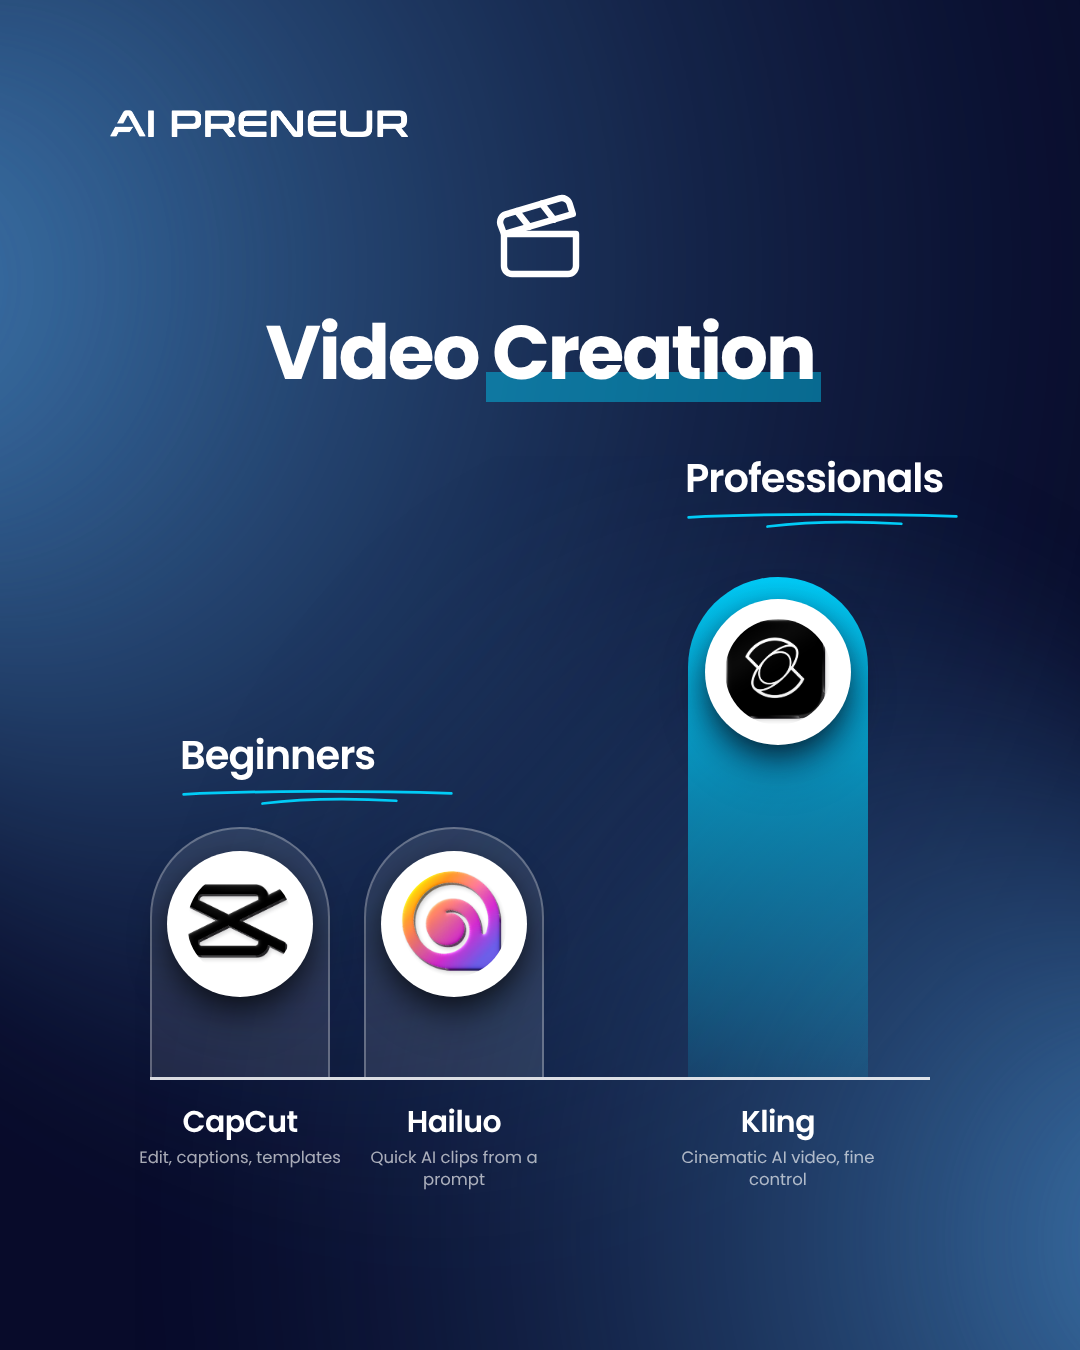 AI PRENEUR
Video Creation
Professionals
Beginners
CapCut
Edit, captions, templates
Hailuo
Quick AI clips from a
prompt
Kling
Cinematic AI video, fine
control